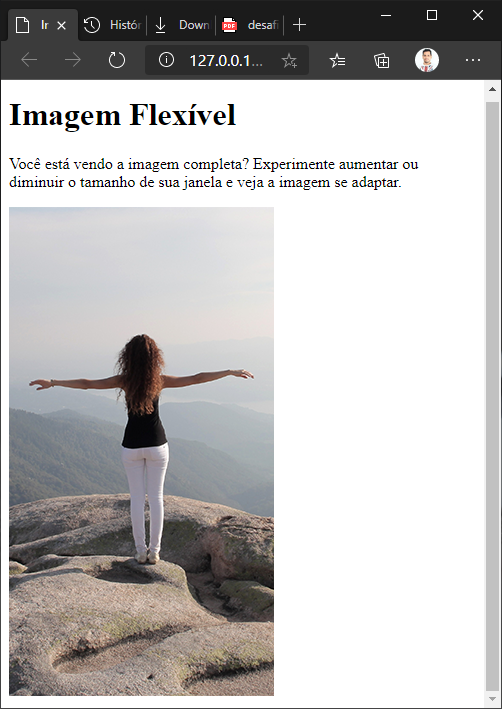 Ir
Histór
Down
PDF
desafi
127.0.0.1...
Imagem Flexível
Você está vendo a imagem completa? Experimente aumentar ou
diminuir o tamanho de sua janela e veja a imagem se adaptar.